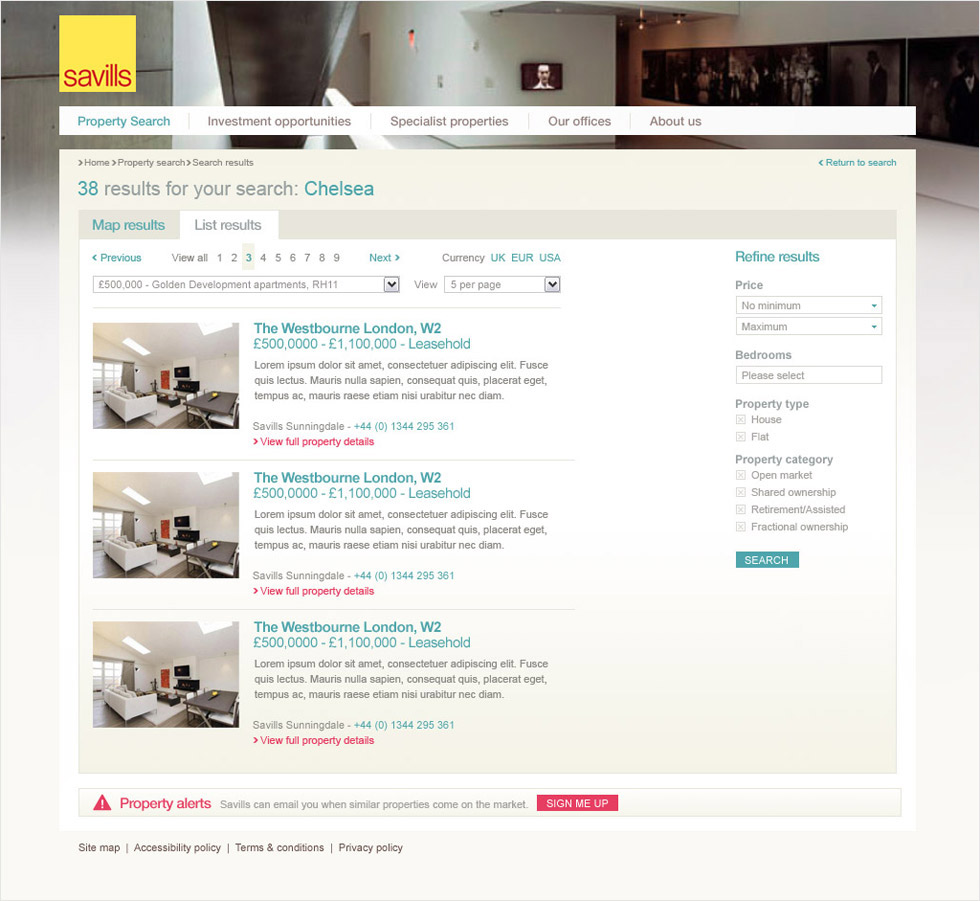 savills
Property Search
Investment opportunities
Specialist properties
Our offices
About us
Home Property search Search results
Return to search
38 results for your search: Chelsea
Map results
List results
Previous View all 1 2 3 4 5 6 7 8 9 Next
Currency UK EUR USA
£500,000 - Golden Development apartments, RH11
View 5 per page
The Westbourne London, W2
£500,0000 - £1,100,000 - Leasehold
Lorem ipsum dolor sit amet, consectetuer adipiscing elit. Fusce
quis lectus. Mauris nulla sapien, consequat quis, placerat eget,
tempus ac, mauris raese etiam nisi urabitur nec diam.
Savills Sunningdale - +44 (0) 1344 295 361
View full property details
The Westbourne London, W2
£500,0000 - £1,100,000 - Leasehold
Lorem ipsum dolor sit amet, consectetuer adipiscing elit. Fusce
quis lectus. Mauris nulla sapien, consequat quis, placerat eget,
tempus ac, mauris raese etiam nisi urabitur nec diam.
Savills Sunningdale - +44 (0) 1344 295 361
View full property details
The Westbourne London, W2
£500,0000 - £1,100,000 - Leasehold
Lorem ipsum dolor sit amet, consectetuer adipiscing elit. Fusce
quis lectus. Mauris nulla sapien, consequat quis, placerat eget,
tempus ac, mauris raese etiam nisi urabitur nec diam.
Savills Sunningdale - +44 (0) 1344 295 361
View full property details
Refine results
Price
No minimum
Maximum
Bedrooms
Please select
Property type
House
Flat
Property category
Open market
Shared ownership
Retirement/Assisted
Fractional ownership
SEARCH
Property alerts Savills can email you when similar properties come on the market. SIGN ME UP
Site map | Accessibility policy | Terms & conditions | Privacy policy